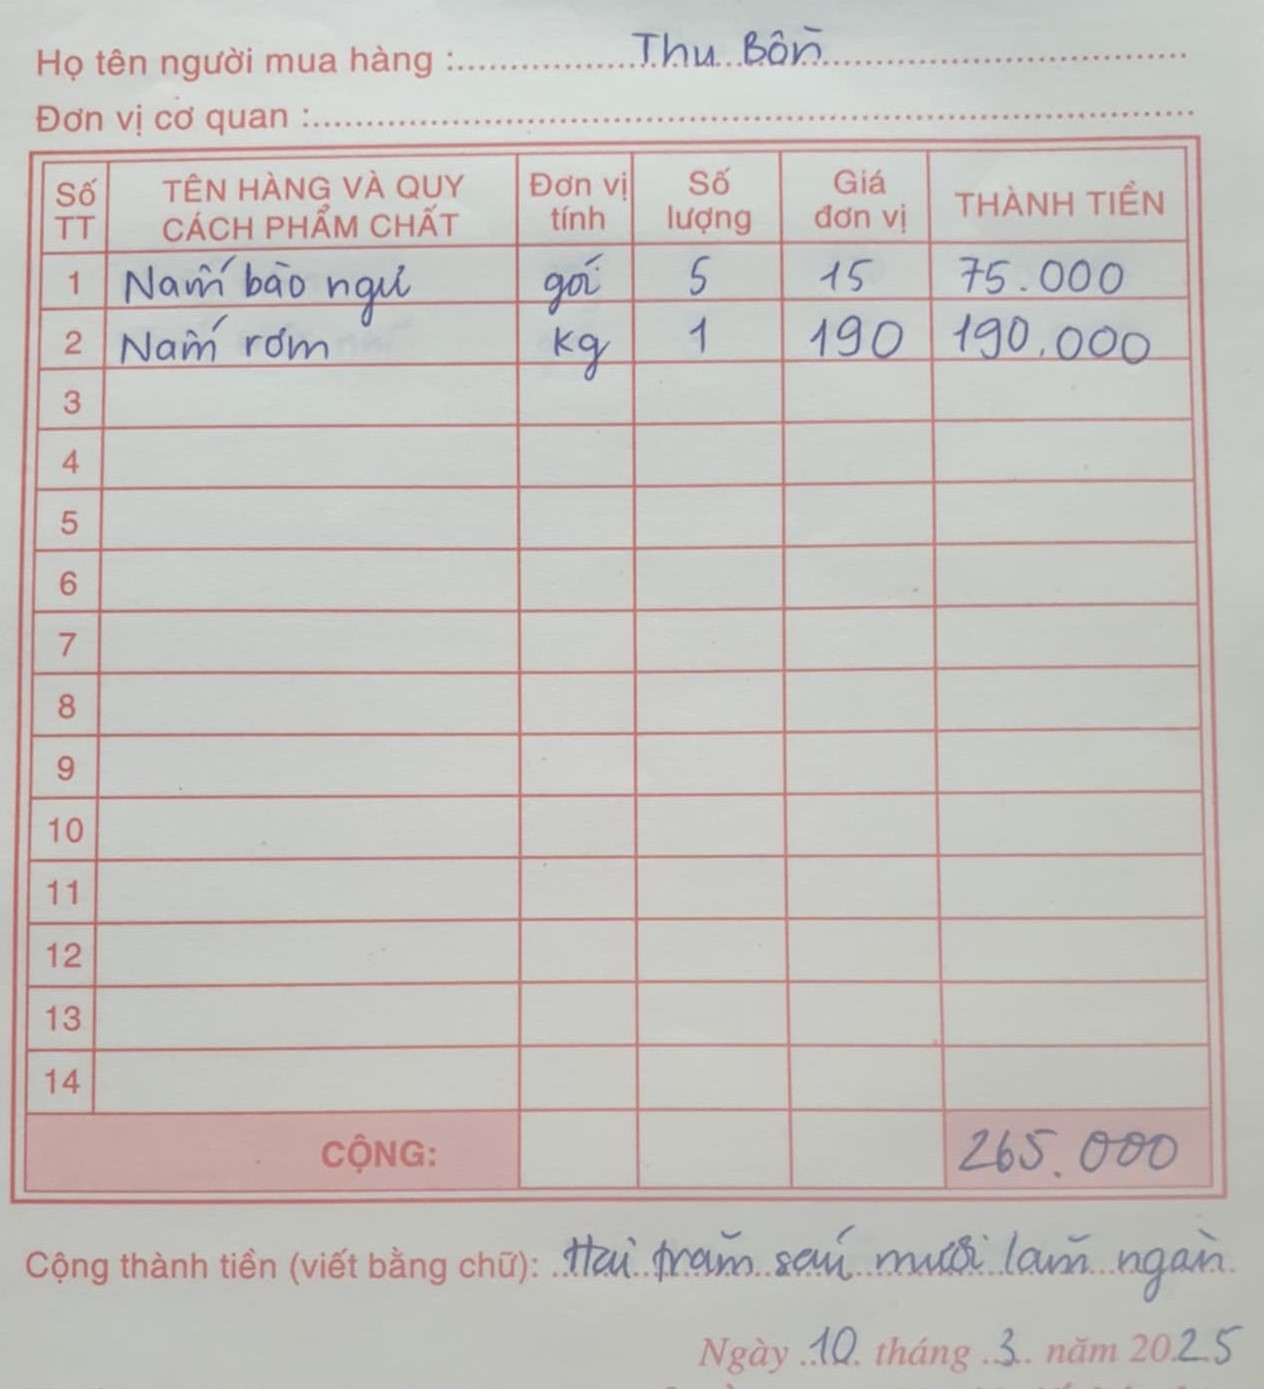 Họ tên người mua hàng : Thu Bồn
Đơn vị cơ quan :
Số TT | TÊN HÀNG VÀ QUY CÁCH PHẨM CHẤT | Đơn vị tính | Số lượng | Giá đơn vị | THÀNH TIỀN
1 Nấm bào ngư gói 5 15 75.000
2 Nấm rơm kg 1 190 190.000
3
4
5
6
7
8
9
10
11
12
13
14
CỘNG: 265.000
Cộng thành tiền (viết bằng chữ): Hai trăm sáu mươi lăm ngàn
Ngày 10 tháng 3 năm 2025